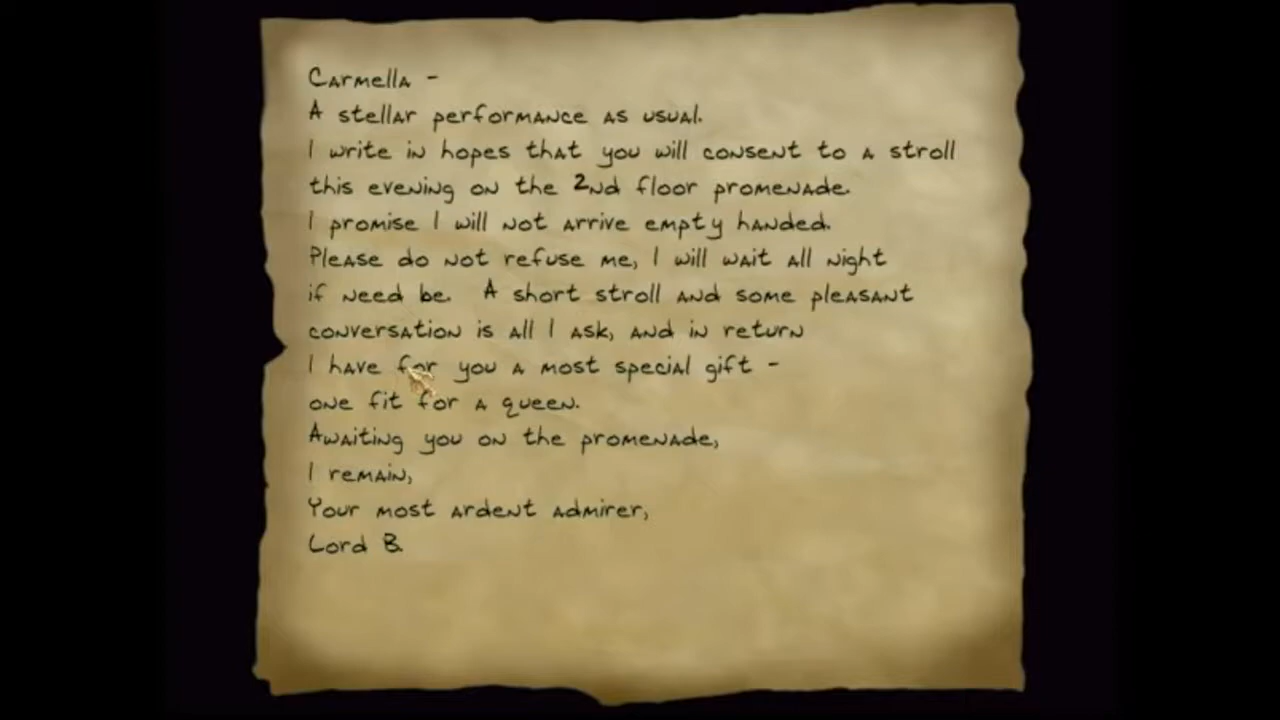 Carmella -
A stellar performance as usual.
I write in hopes that you will consent to a stroll
this evening on the 2nd floor promenade.
I promise I will not arrive empty handed.
Please do not refuse me, I will wait all night
if need be. A short stroll and some pleasant
conversation is all I ask, and in return
I have for you a most special gift -
one fit for a queen.
Awaiting you on the promenade,
I remain,
Your most ardent admirer,
Lord B.